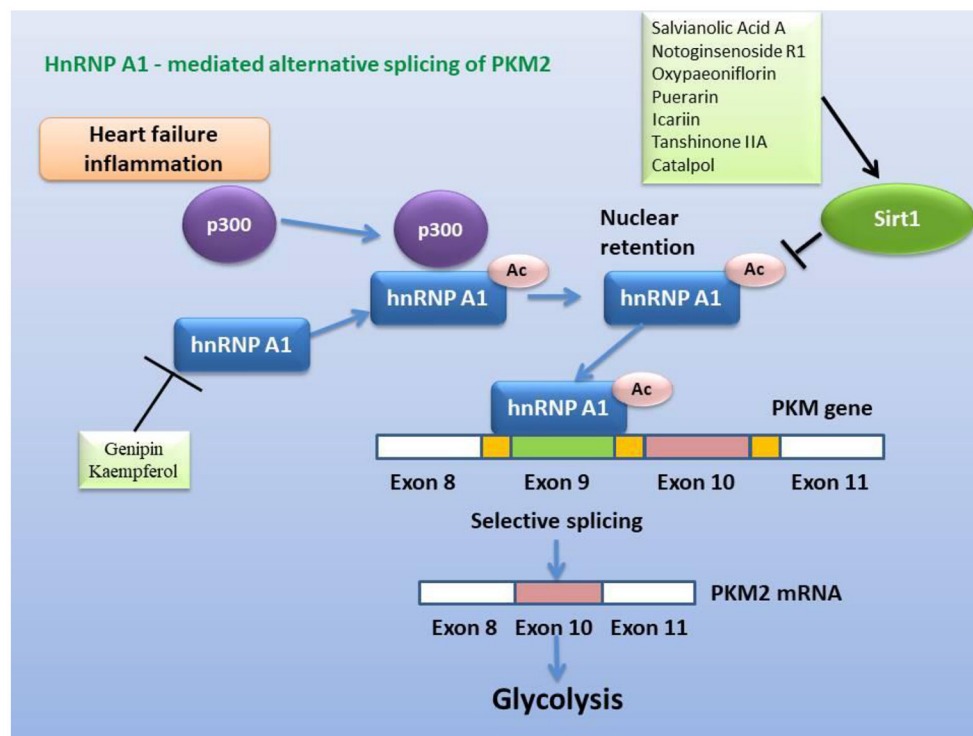 HnRNP A1 - mediated alternative splicing of PKM2
Salvianolic Acid A
Notoginsenoside R1
Oxypaeoniflorin
Puerarin
Icariin
Tanshinone IIA
Catalpol
Heart failure
inflammation
p300
p300
Nuclear
retention
Sirt1
Ac
Ac
hnRNP A1
hnRNP A1
hnRNP A1
Ac
hnRNP A1
PKM gene
Genipin
Kaempferol
Exon 8
Exon 9
Exon 10
Exon 11
Selective splicing
PKM2 mRNA
Exon 8
Exon 10
Exon 11
Glycolysis